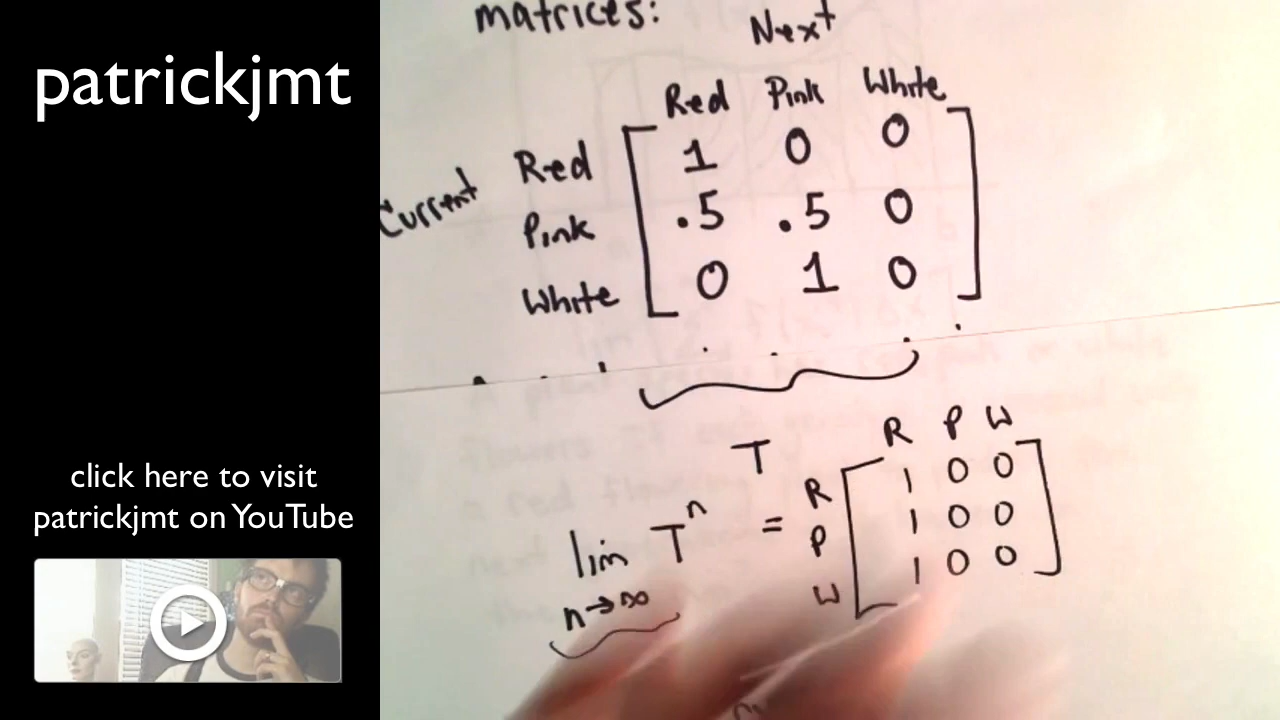 patrickjmt
click here to visit
patrickjmt on YouTube
matrices:
Next
Red Pink White
Current
Red 1 0 0
Pink .5 .5 0
White 0 1 0
T
R P W
lim T^n =
n→∞
R 1 0 0
P 1 0 0
W 1 0 0